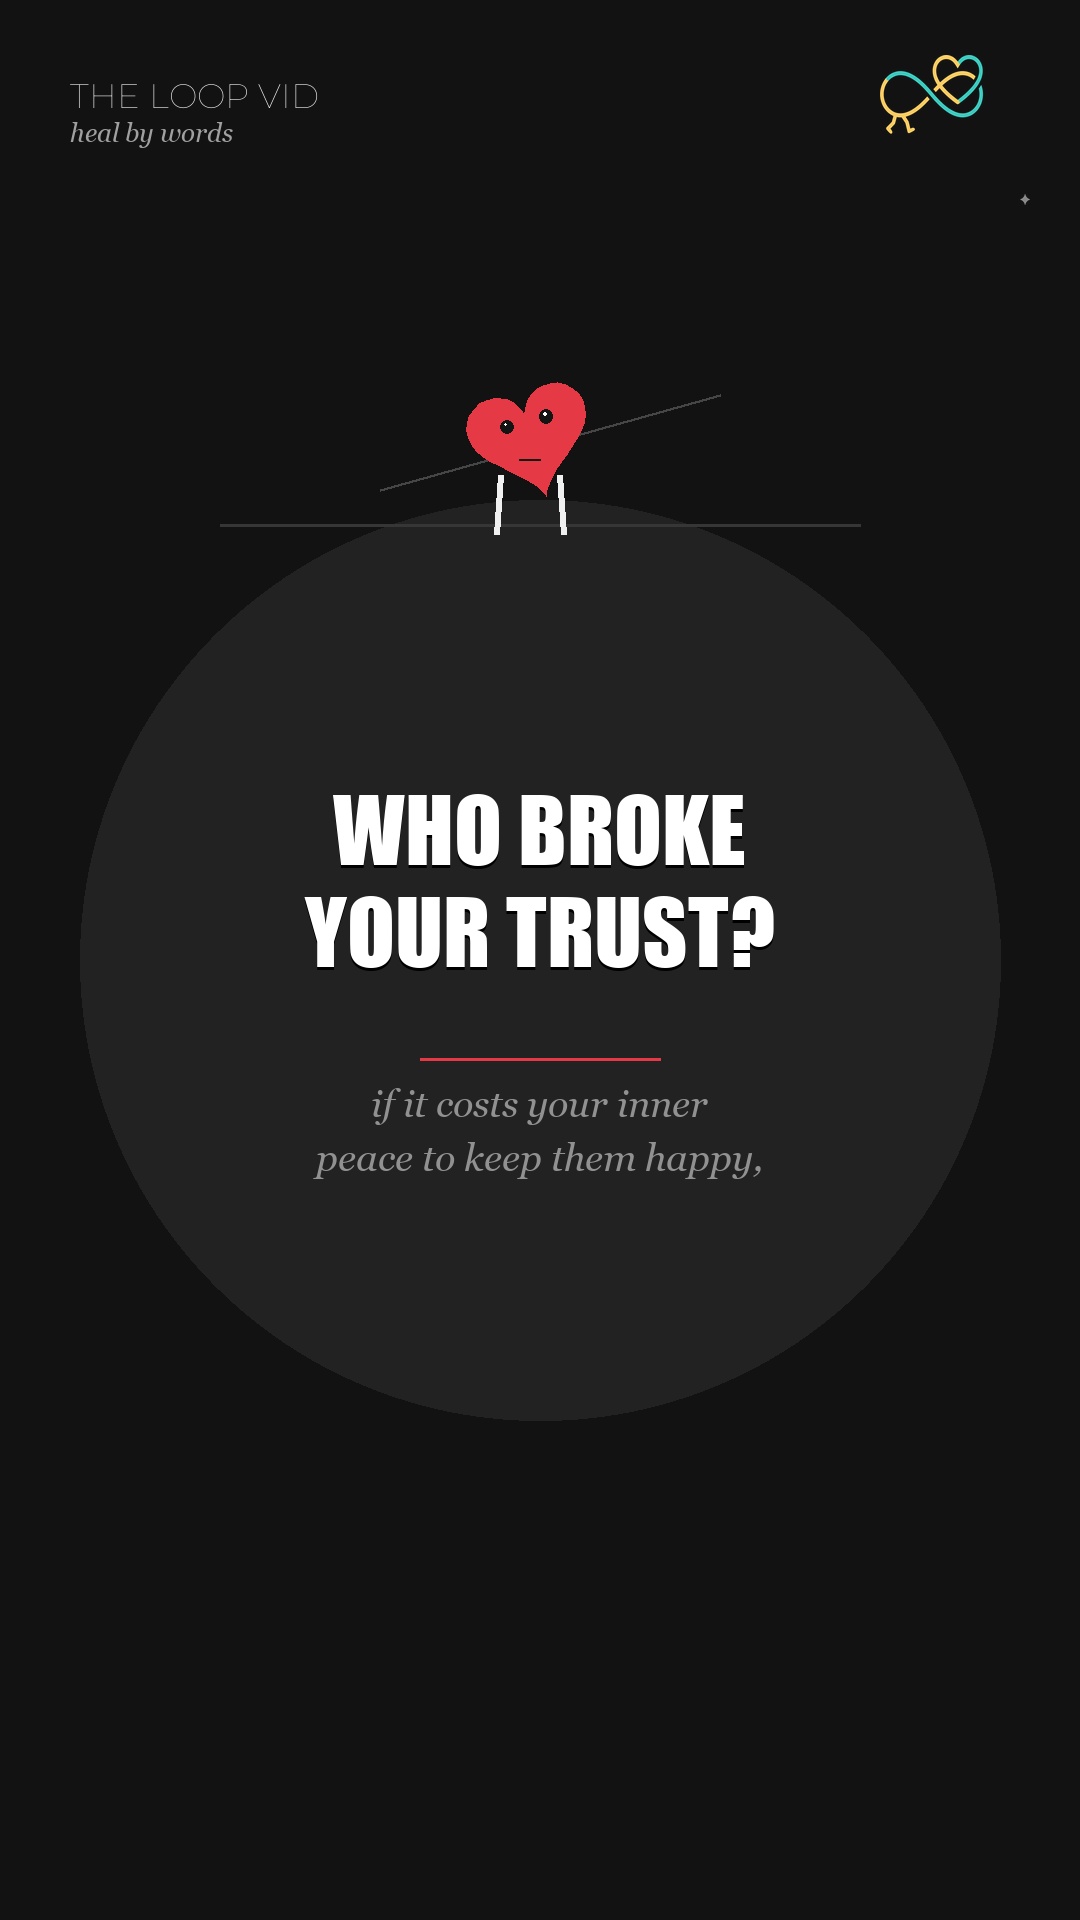 THE LOOP VID
heal by words
WHO BROKE
YOUR TRUST?
if it costs your inner
peace to keep them happy,